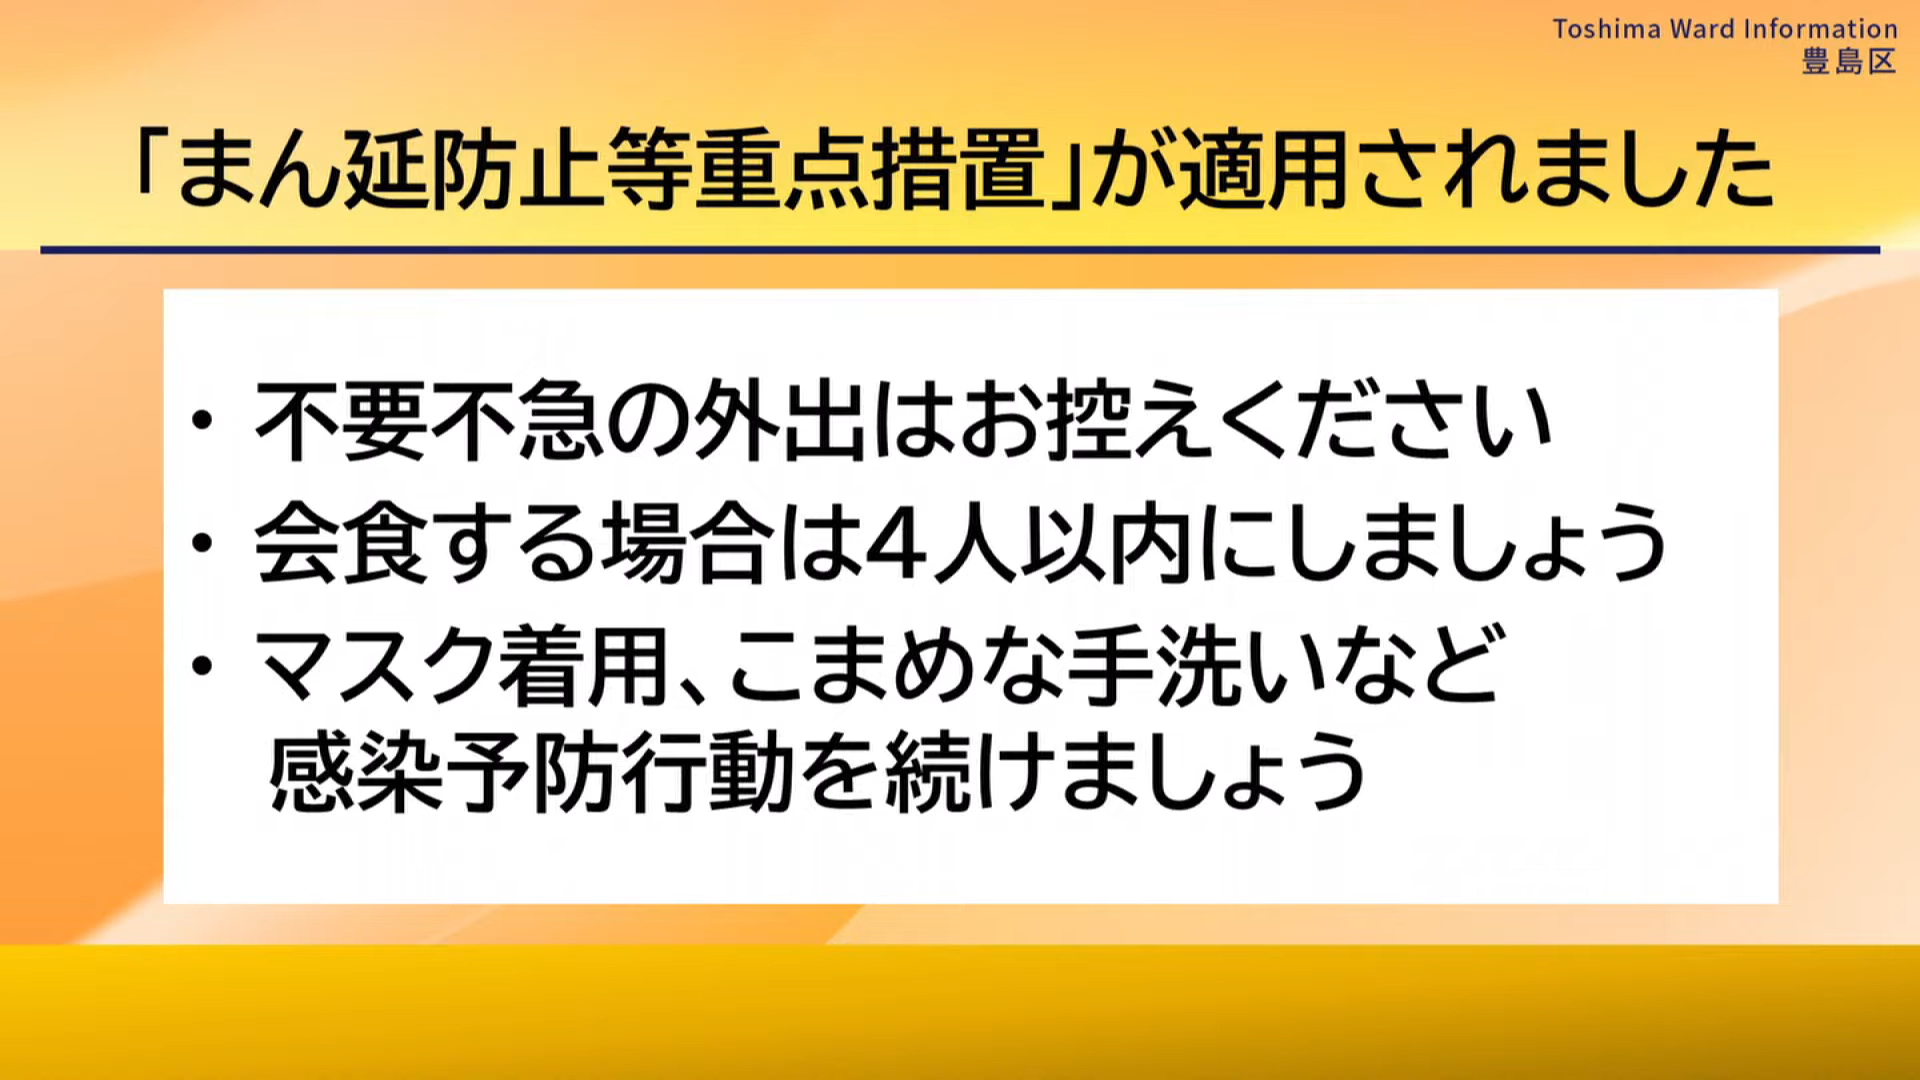 Toshima Ward Information
豊島区
「まん延防止等重点措置」が適用されました
・不要不急の外出はお控えください
・会食する場合は4人以内にしましょう
・マスク着用、こまめな手洗いなど
感染予防行動を続けましょう